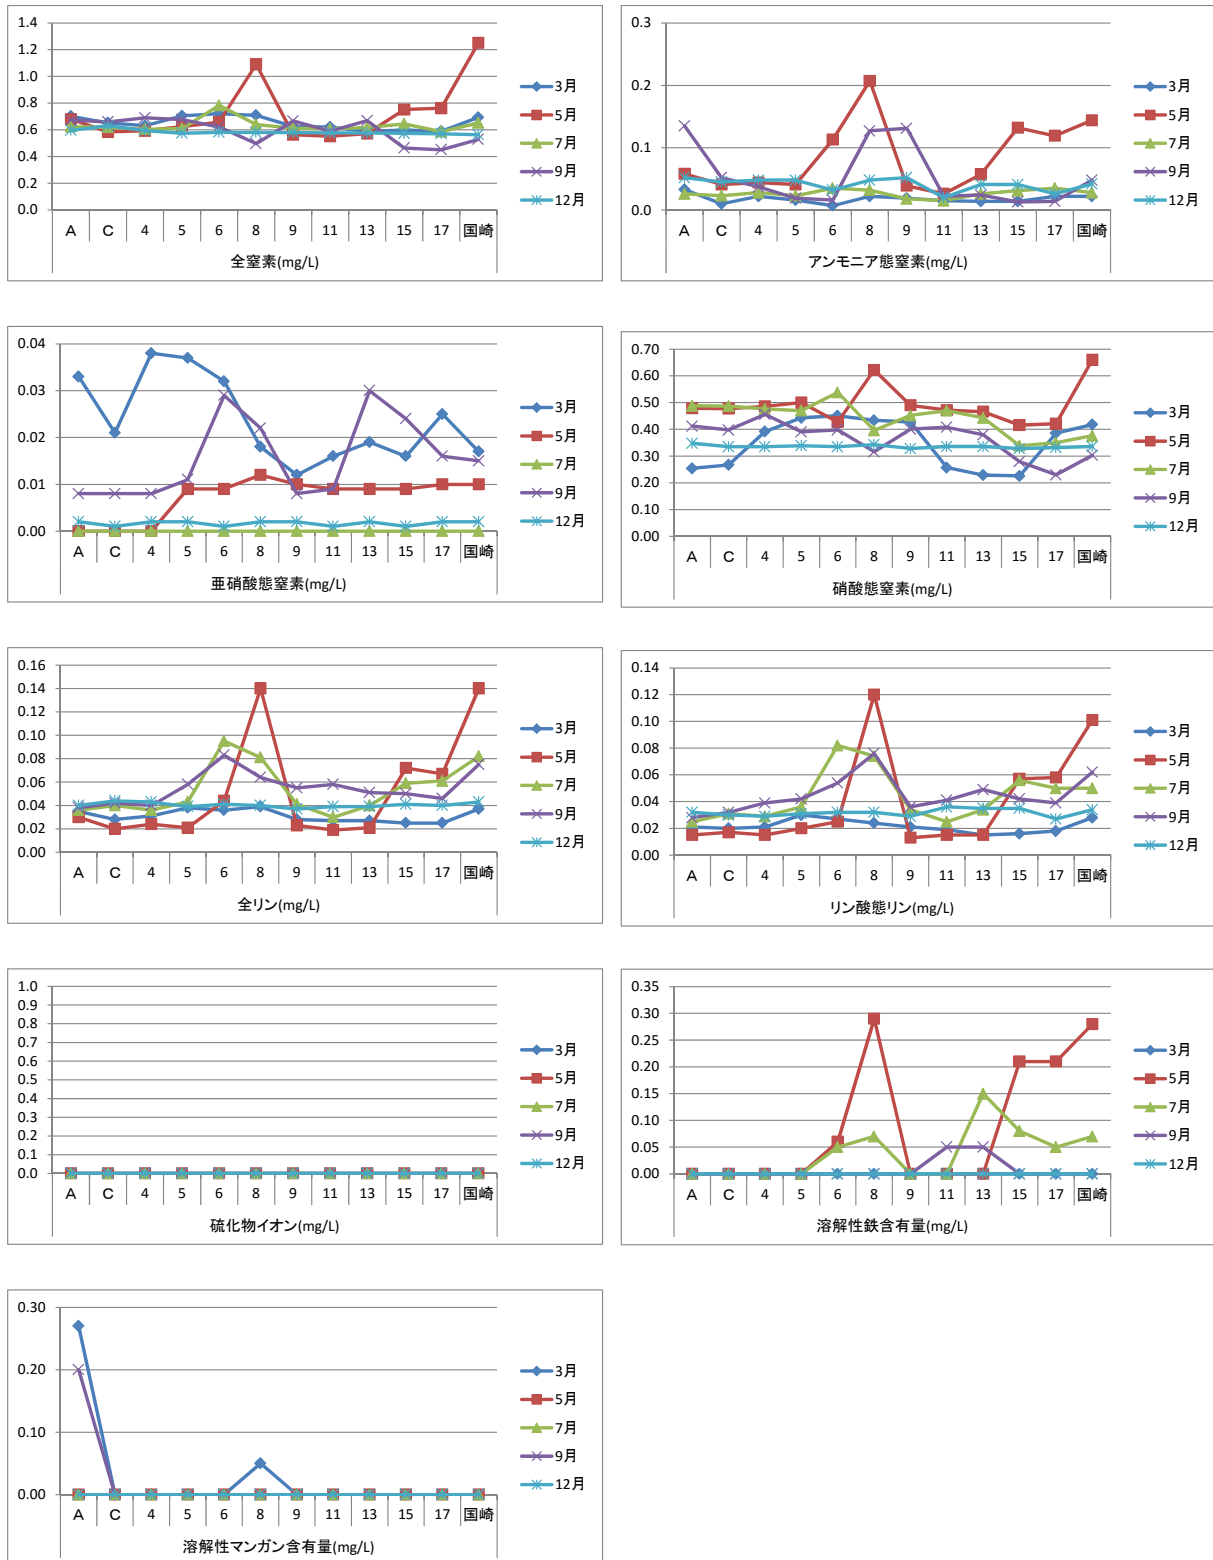 1.4
1.2
1.0
0.8
0.6
0.4
0.2
0.0
A C 4 5 6 8 9 11 13 15 17 国崎
全窒素(mg/L)
3月
5月
7月
9月
12月
0.3
0.2
0.1
0.0
A C 4 5 6 8 9 11 13 15 17 国崎
アンモニア態窒素(mg/L)
3月
5月
7月
9月
12月
0.04
0.03
0.02
0.01
0.00
A C 4 5 6 8 9 11 13 15 17 国崎
亜硝酸態窒素(mg/L)
3月
5月
7月
9月
12月
0.70
0.60
0.50
0.40
0.30
0.20
0.10
0.00
A C 4 5 6 8 9 11 13 15 17 国崎
硝酸態窒素(mg/L)
3月
5月
7月
9月
12月
0.16
0.14
0.12
0.10
0.08
0.06
0.04
0.02
0.00
A C 4 5 6 8 9 11 13 15 17 国崎
全リン(mg/L)
3月
5月
7月
9月
12月
0.14
0.12
0.10
0.08
0.06
0.04
0.02
0.00
A C 4 5 6 8 9 11 13 15 17 国崎
リン酸態リン(mg/L)
3月
5月
7月
9月
12月
1.0
0.9
0.8
0.7
0.6
0.5
0.4
0.3
0.2
0.1
0.0
A C 4 5 6 8 9 11 13 15 17 国崎
硫化物イオン(mg/L)
3月
5月
7月
9月
12月
0.35
0.30
0.25
0.20
0.15
0.10
0.05
0.00
A C 4 5 6 8 9 11 13 15 17 国崎
溶解性鉄含有量(mg/L)
3月
5月
7月
9月
12月
0.30
0.20
0.10
0.00
A C 4 5 6 8 9 11 13 15 17 国崎
溶解性マンガン含有量(mg/L)
3月
5月
7月
9月
12月